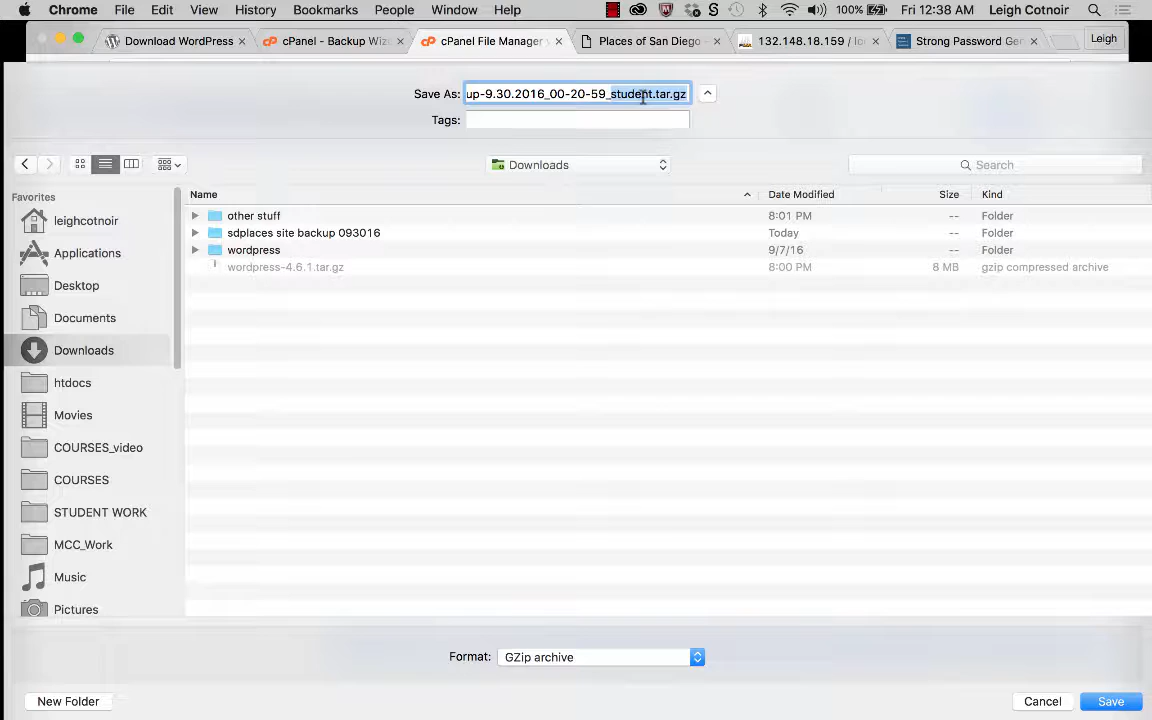 Chrome File Edit View History Bookmarks People Window Help 100% Fri 12:38 AM Leigh Cotnoir
Download WordPress cPanel - Backup Wiz cPanel File Manager Places of San Diego - 132.148.18.159 / lo Strong Password Ge Leigh
Save As: up-9.30.2016_00-20-59_student.tar.gz
Tags:
Downloads Search
Favorites Name Date Modified Size Kind
leighcotnoir other stuff 8:01 PM -- Folder
sdplaces site backup 093016 Today -- Folder
Applications wordpress 9/7/16 -- Folder
wordpress-4.6.1.tar.gz 8:00 PM 8 MB gzip compressed archive
Desktop
Documents
Downloads
htdocs
Movies
COURSES_video
COURSES
STUDENT WORK
MCC_Work
Music
Pictures
Format: GZip archive
New Folder Cancel Save